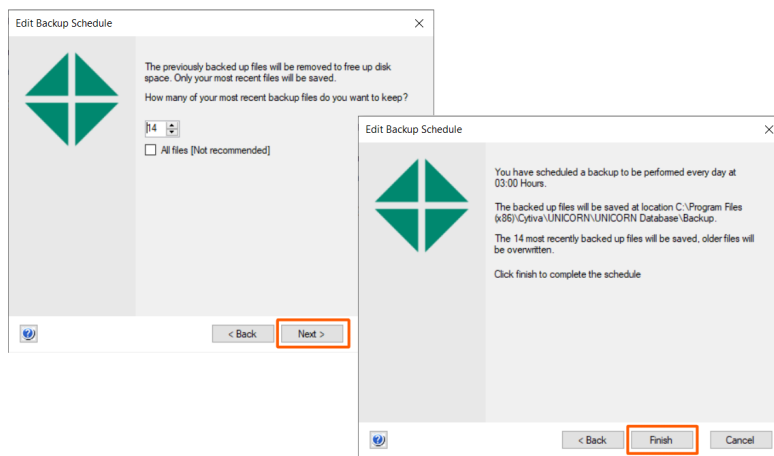 Edit Backup Schedule
The previously backed up files will be removed to free up disk
space. Only your most recent files will be saved.
How many of your most recent backup files do you want to keep?
14
All files [Not recommended]
< Back
Next >
Edit Backup Schedule
You have scheduled a backup to be performed every day at
03:00 Hours.
The backed up files will be saved at location C:\Program Files
(x86)\Cytiva\UNICORN\UNICORN Database\Backup.
The 14 most recently backed up files will be saved, older files will
be overwritten.
Click finish to complete the schedule
< Back
Finish
Cancel